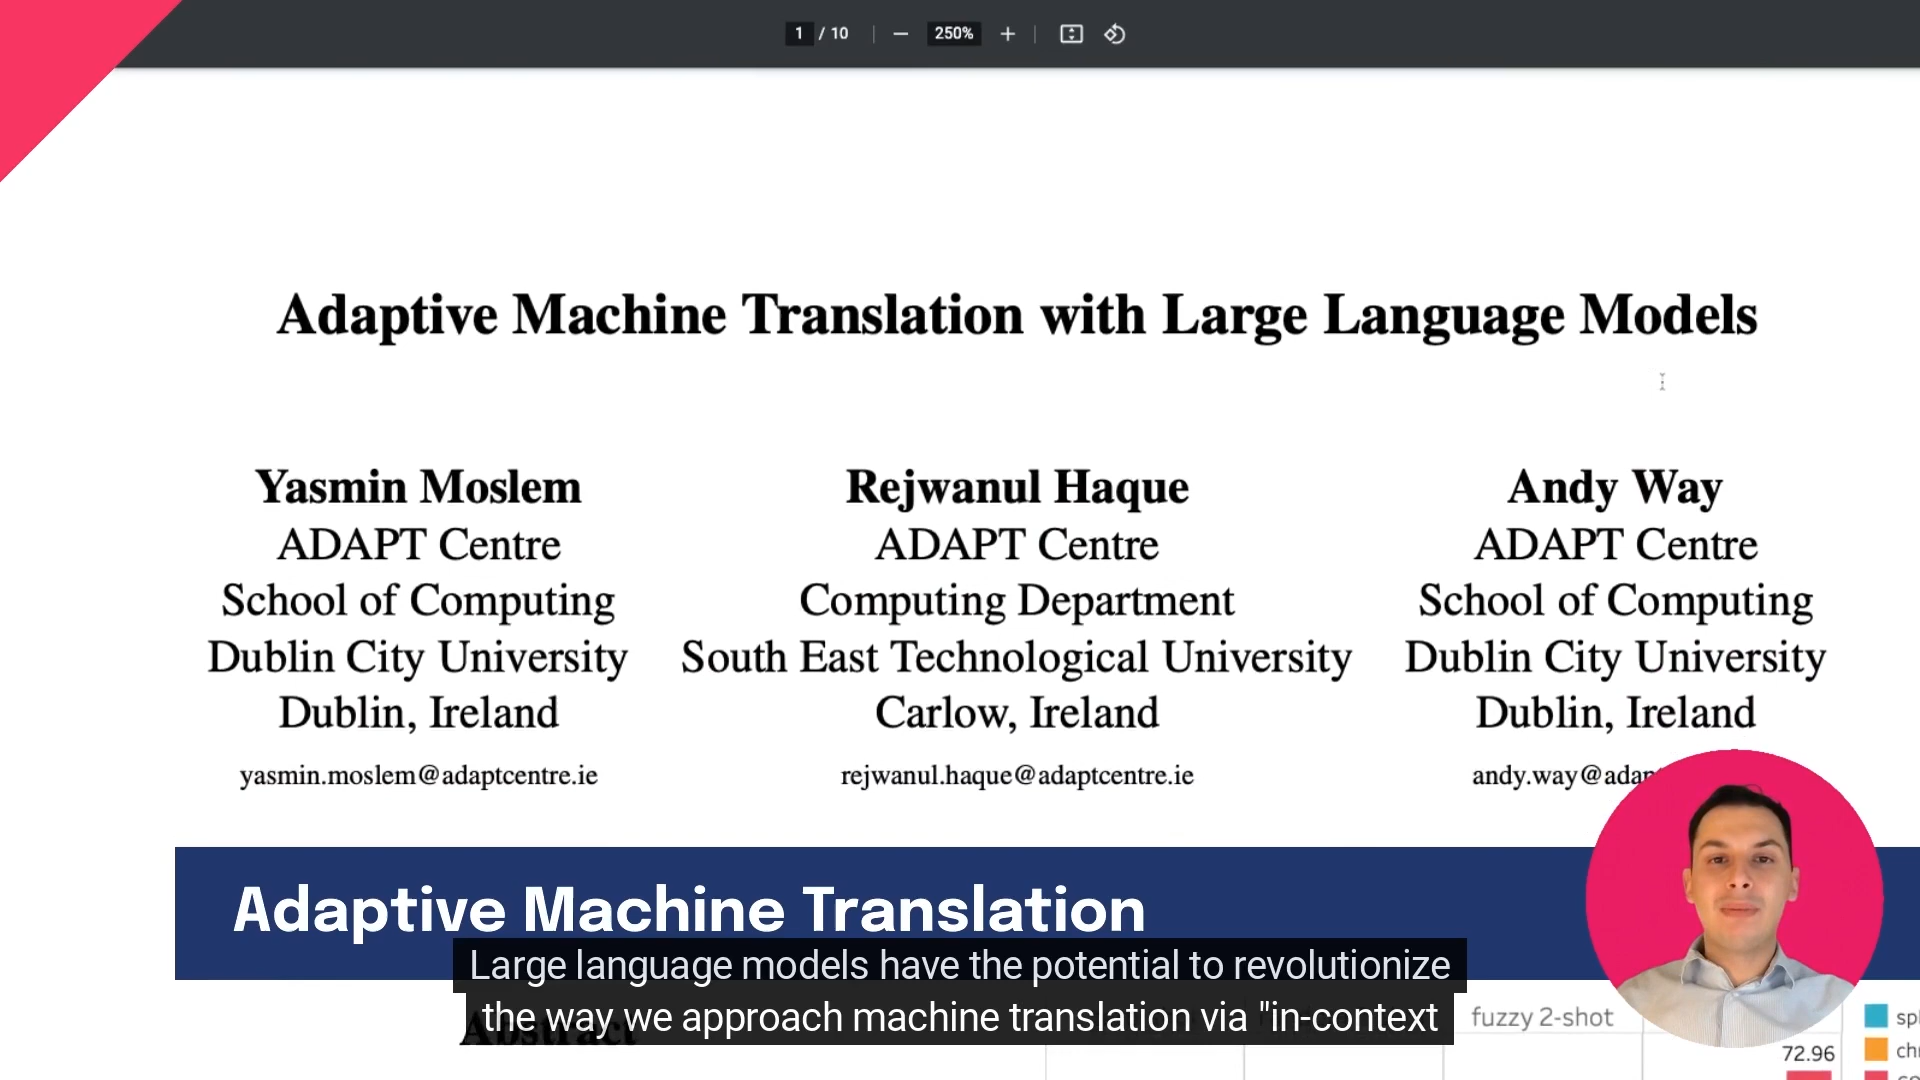 1 / 10
250%
Adaptive Machine Translation with Large Language Models
Yasmin Moslem
ADAPT Centre
School of Computing
Dublin City University
Dublin, Ireland
yasmin.moslem@adaptcentre.ie
Rejwanul Haque
ADAPT Centre
Computing Department
South East Technological University
Carlow, Ireland
rejwanul.haque@adaptcentre.ie
Andy Way
ADAPT Centre
School of Computing
Dublin City University
Dublin, Ireland
andy.way@adap
Adaptive Machine Translation
Large language models have the potential to revolutionize
the way we approach machine translation via "in-context
Abstract
fuzzy 2-shot
72.96